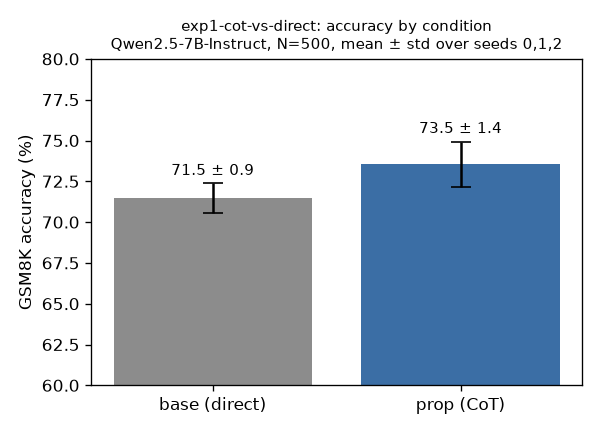 exp1-cot-vs-direct: accuracy by condition
Qwen2.5-7B-Instruct, N=500, mean ± std over seeds 0,1,2
GSM8K accuracy (%)
80.0
77.5
75.0
72.5
70.0
67.5
65.0
62.5
60.0
71.5 ± 0.9
73.5 ± 1.4
base (direct)
prop (CoT)